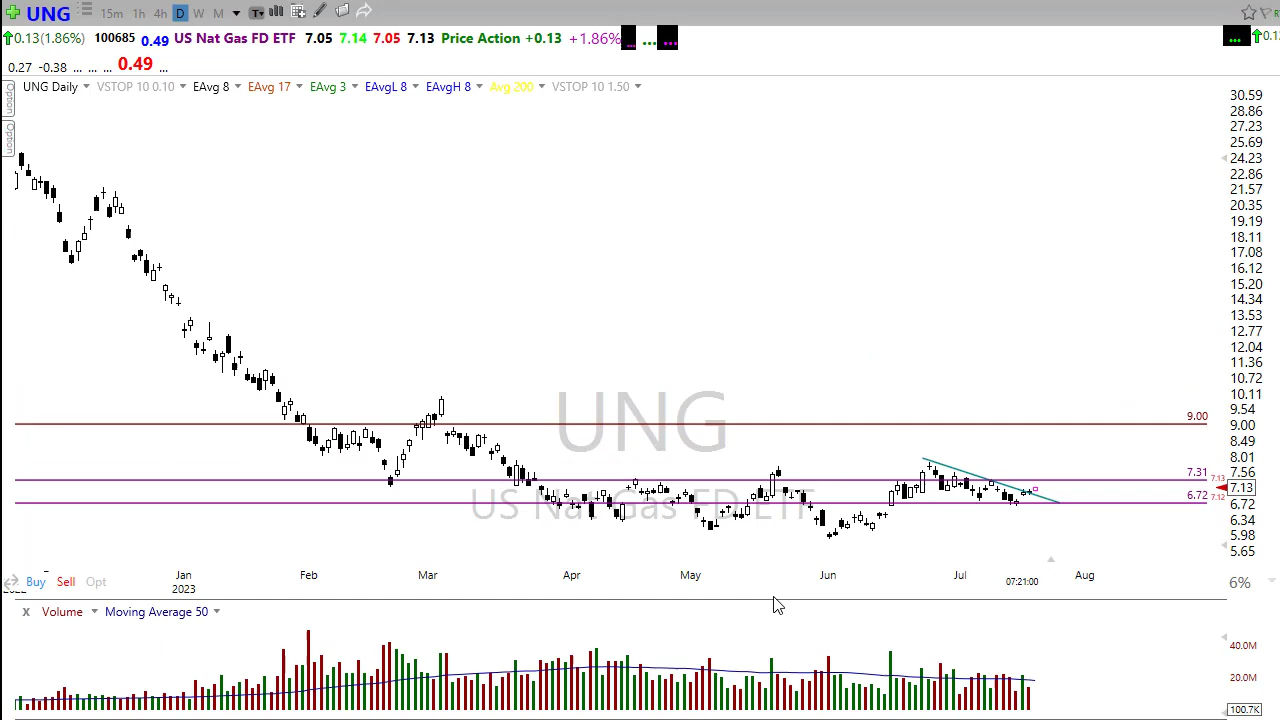 UNG 15m 1h 4h D W M T
0.13(1.86%) 100685 0.49 US Nat Gas FD ETF 7.05 7.14 7.05 7.13 Price Action +0.13 +1.86% ... ... ... ... 0.13
0.27 -0.38 ... ... ... 0.49 ...
UNG Daily VSTOP 10 0.10 EAvg 8 EAvg 17 EAvg 3 EAvgL 8 EAvgH 8 Avg 200 VSTOP 10 1.50
Option
Option
30.59
28.86
27.23
25.69
24.23
22.86
21.57
20.35
19.19
18.11
17.08
16.12
15.20
14.34
13.53
12.77
12.04
11.36
10.72
10.11
9.54
9.00 9.00
8.49
8.01
7.56
7.31 7.13
7.13
6.72 7.12 6.72
6.34
5.98
5.65
UNG
US Nat Gas FD ETF
Jan Feb Mar Apr May Jun Jul Aug
2023 07:21:00
Buy Sell Opt 6%
X Volume Moving Average 50
40.0M
20.0M
100.7K